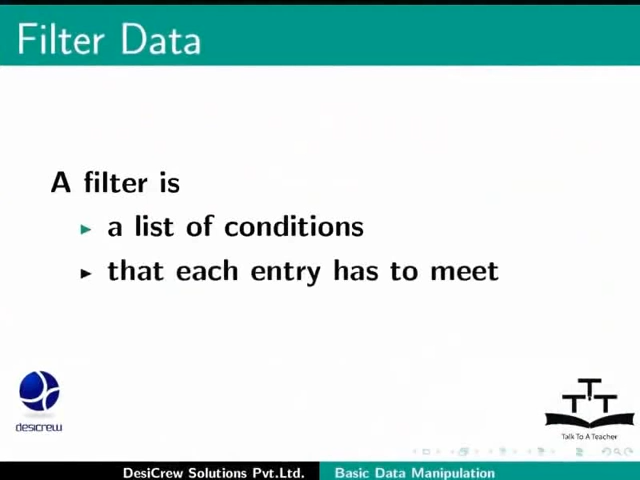 Filter Data
A filter is
a list of conditions
that each entry has to meet
desicrew
TTT
Talk To A Teacher
DesiCrew Solutions Pvt.Ltd.
Basic Data Manipulation